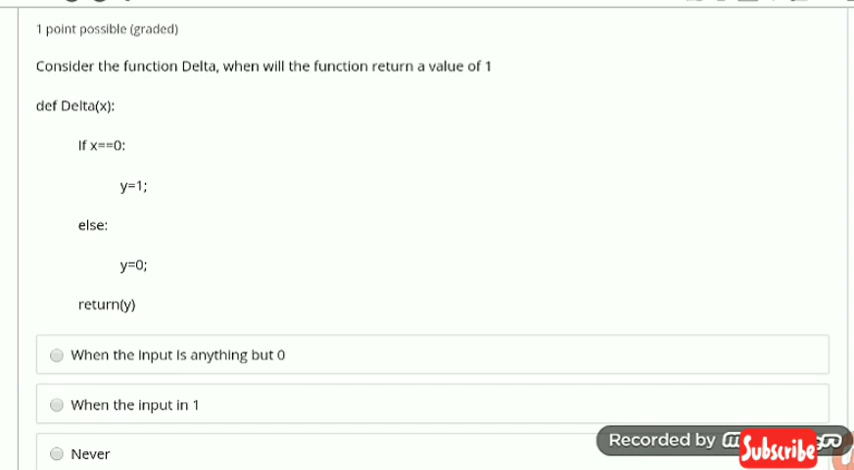 1 point possible (graded)
Consider the function Delta, when will the function return a value of 1
def Delta(x):
If x==0:
y=1;
else:
y=0;
return(y)
When the Input Is anything but 0
When the input in 1
Never
Recorded by
Subscribe